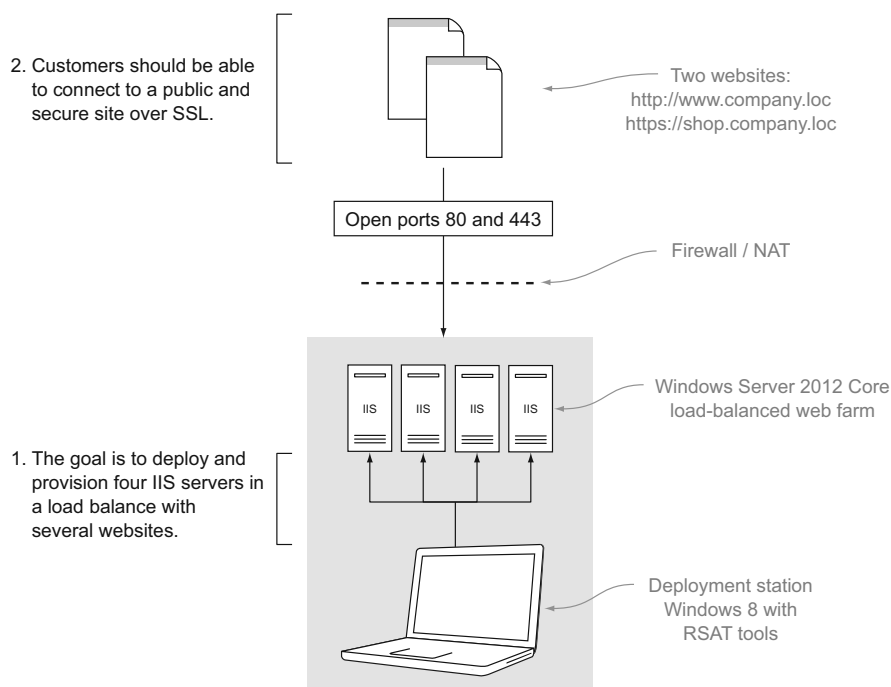 2. Customers should be able
to connect to a public and
secure site over SSL.
Two websites:
http://www.company.loc
https://shop.company.loc
Open ports 80 and 443
Firewall / NAT
IIS
IIS
IIS
IIS
Windows Server 2012 Core
load-balanced web farm
1. The goal is to deploy and
provision four IIS servers in
a load balance with
several websites.
Deployment station
Windows 8 with
RSAT tools